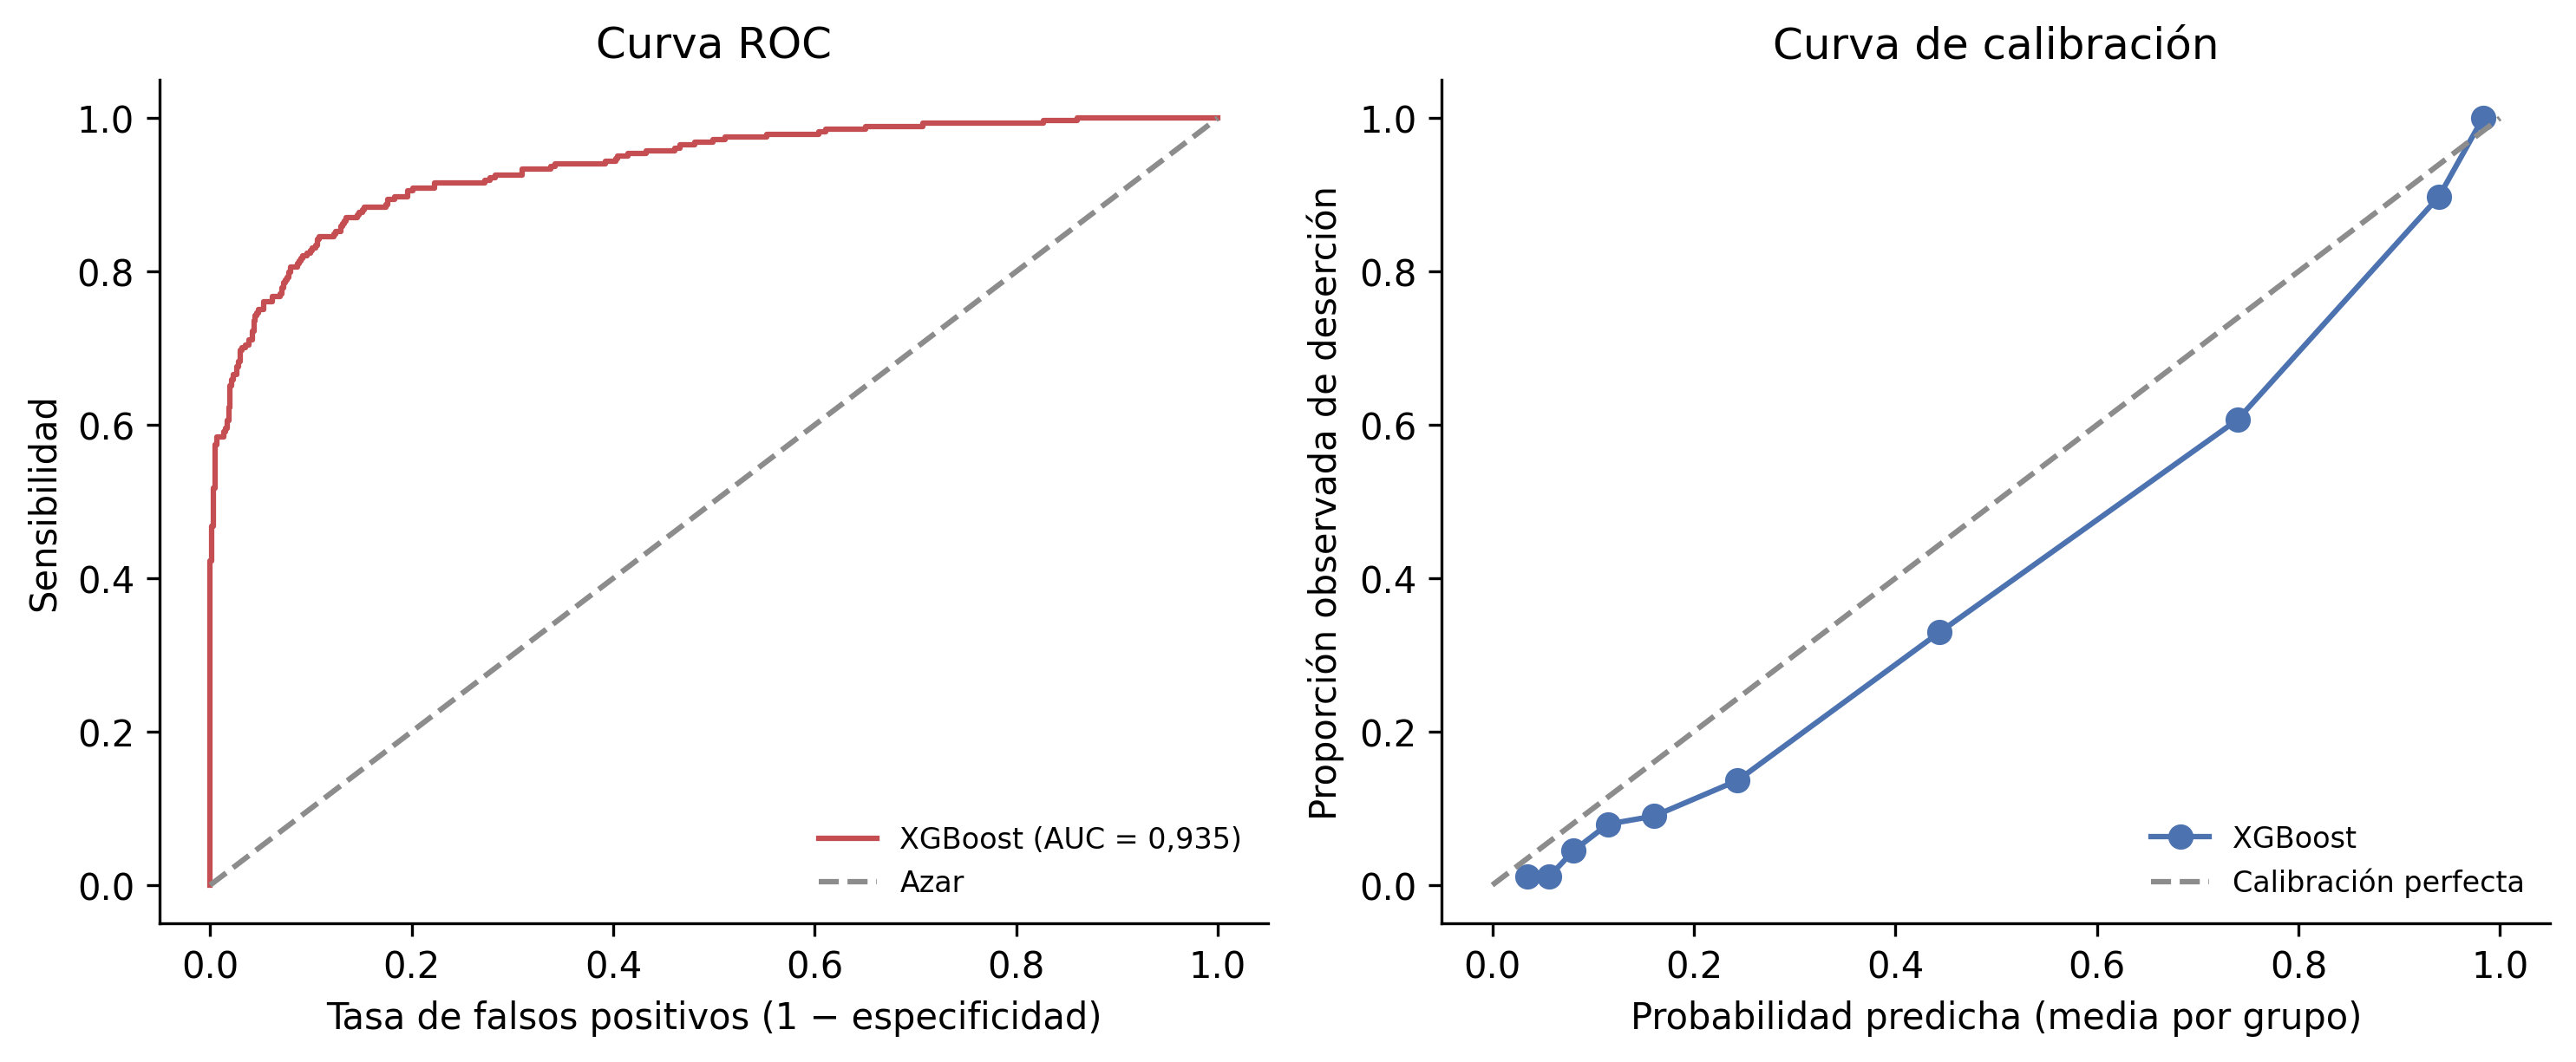 Curva ROC
Sensibilidad
1.0
0.8
0.6
0.4
0.2
0.0
0.0 0.2 0.4 0.6 0.8 1.0
Tasa de falsos positivos (1 − especificidad)
XGBoost (AUC = 0,935)
Azar
Curva de calibración
Proporción observada de deserción
1.0
0.8
0.6
0.4
0.2
0.0
0.0 0.2 0.4 0.6 0.8 1.0
Probabilidad predicha (media por grupo)
XGBoost
Calibración perfecta